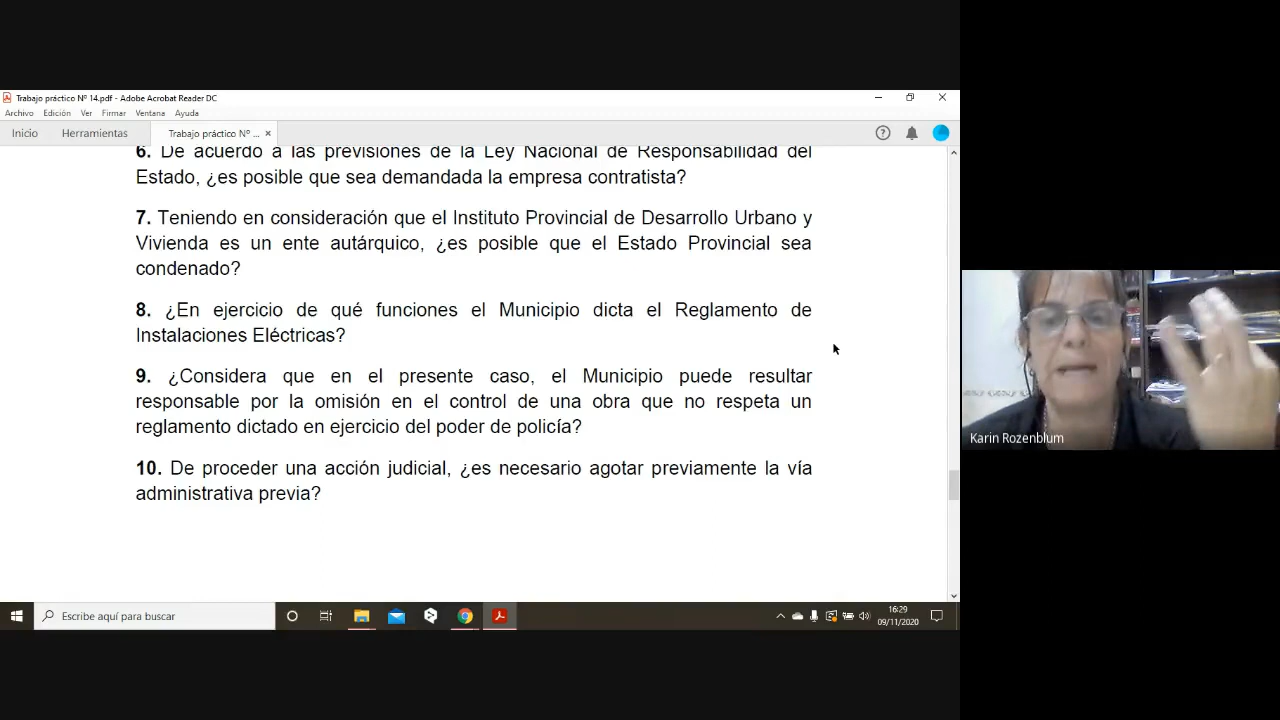 Trabajo práctico Nº 14.pdf - Adobe Acrobat Reader DC
Archivo Edición Ver Firmar Ventana Ayuda
Inicio Herramientas Trabajo práctico Nº ... ×
6. De acuerdo a las previsiones de la Ley Nacional de Responsabilidad del
Estado, ¿es posible que sea demandada la empresa contratista?
7. Teniendo en consideración que el Instituto Provincial de Desarrollo Urbano y
Vivienda es un ente autárquico, ¿es posible que el Estado Provincial sea
condenado?
8. ¿En ejercicio de qué funciones el Municipio dicta el Reglamento de
Instalaciones Eléctricas?
9. ¿Considera que en el presente caso, el Municipio puede resultar
responsable por la omisión en el control de una obra que no respeta un
reglamento dictado en ejercicio del poder de policía?
10. De proceder una acción judicial, ¿es necesario agotar previamente la vía
administrativa previa?
Karin Rozenblum
Escribe aquí para buscar
16:29
09/11/2020